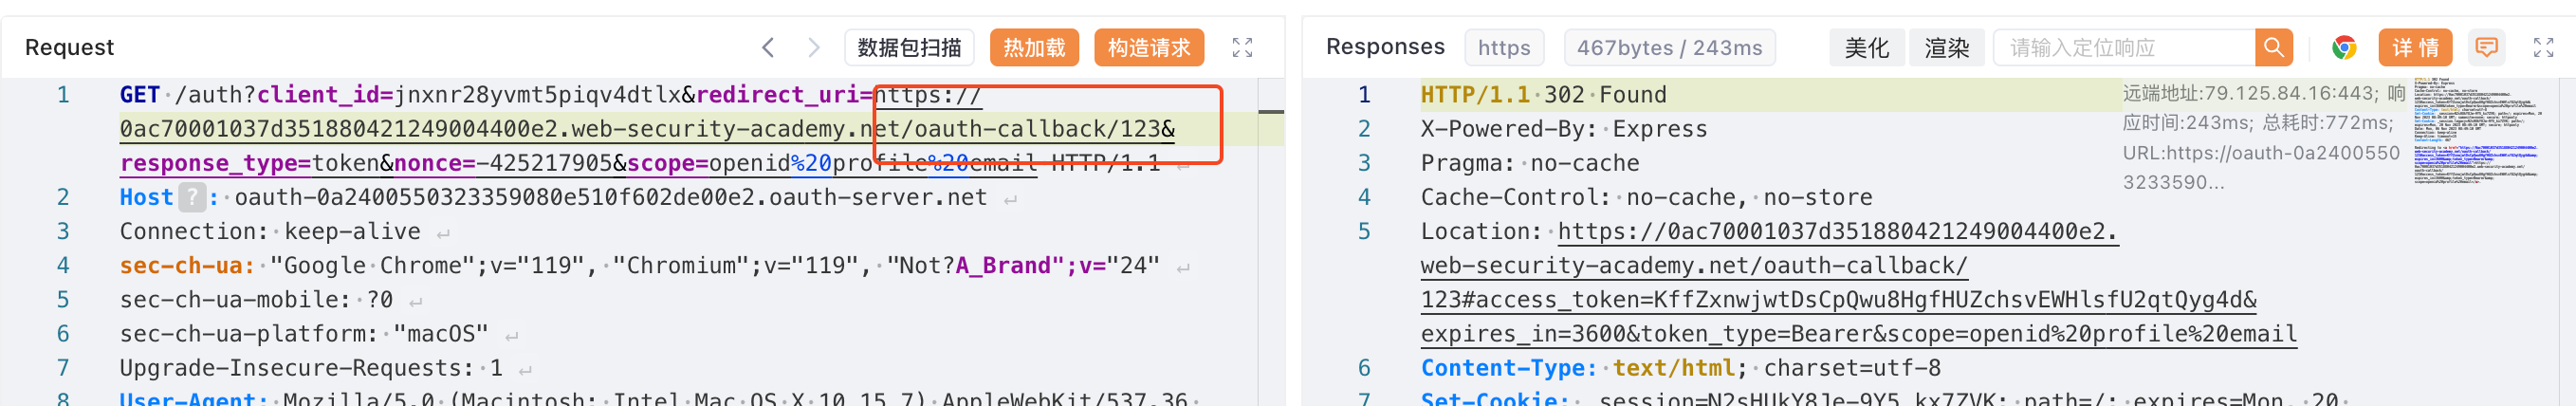 Request
数据包扫描
热加载
构造请求
1 GET /auth?client_id=jnxnr28yvmt5piqv4dtlx&redirect_uri=https://
0ac70001037d351880421249004400e2.web-security-academy.net/oauth-callback/123&
response_type=token&nonce=-425217905&scope=openid%20profile%20email HTTP/1.1
2 Host ? : oauth-0a2400550323359080e510f602de00e2.oauth-server.net
3 Connection: keep-alive
4 sec-ch-ua: "Google Chrome";v="119", "Chromium";v="119", "Not?A_Brand";v="24"
5 sec-ch-ua-mobile: ?0
6 sec-ch-ua-platform: "macOS"
7 Upgrade-Insecure-Requests: 1
8 User-Agent: Mozilla/5.0 (Macintosh; Intel Mac OS X 10_15_7) AppleWebKit/537.36
Responses
https
467bytes / 243ms
美化
渲染
请输入定位响应
详情
1 HTTP/1.1 302 Found
2 X-Powered-By: Express
3 Pragma: no-cache
4 Cache-Control: no-cache, no-store
5 Location: https://0ac70001037d351880421249004400e2.
web-security-academy.net/oauth-callback/
123#access_token=KffZxnwjwtDsCpQwu8HgfHUZchsvEWHlsfU2qtQyg4d&
expires_in=3600&token_type=Bearer&scope=openid%20profile%20email
6 Content-Type: text/html; charset=utf-8
7 Set-Cookie: _session=N2sHUkY8Je-9Y5_kx7ZVK; path=/; expires=Mon, 20
远端地址:79.125.84.16:443; 响
应时间:243ms; 总耗时:772ms;
URL:https://oauth-0a2400550
3233590...